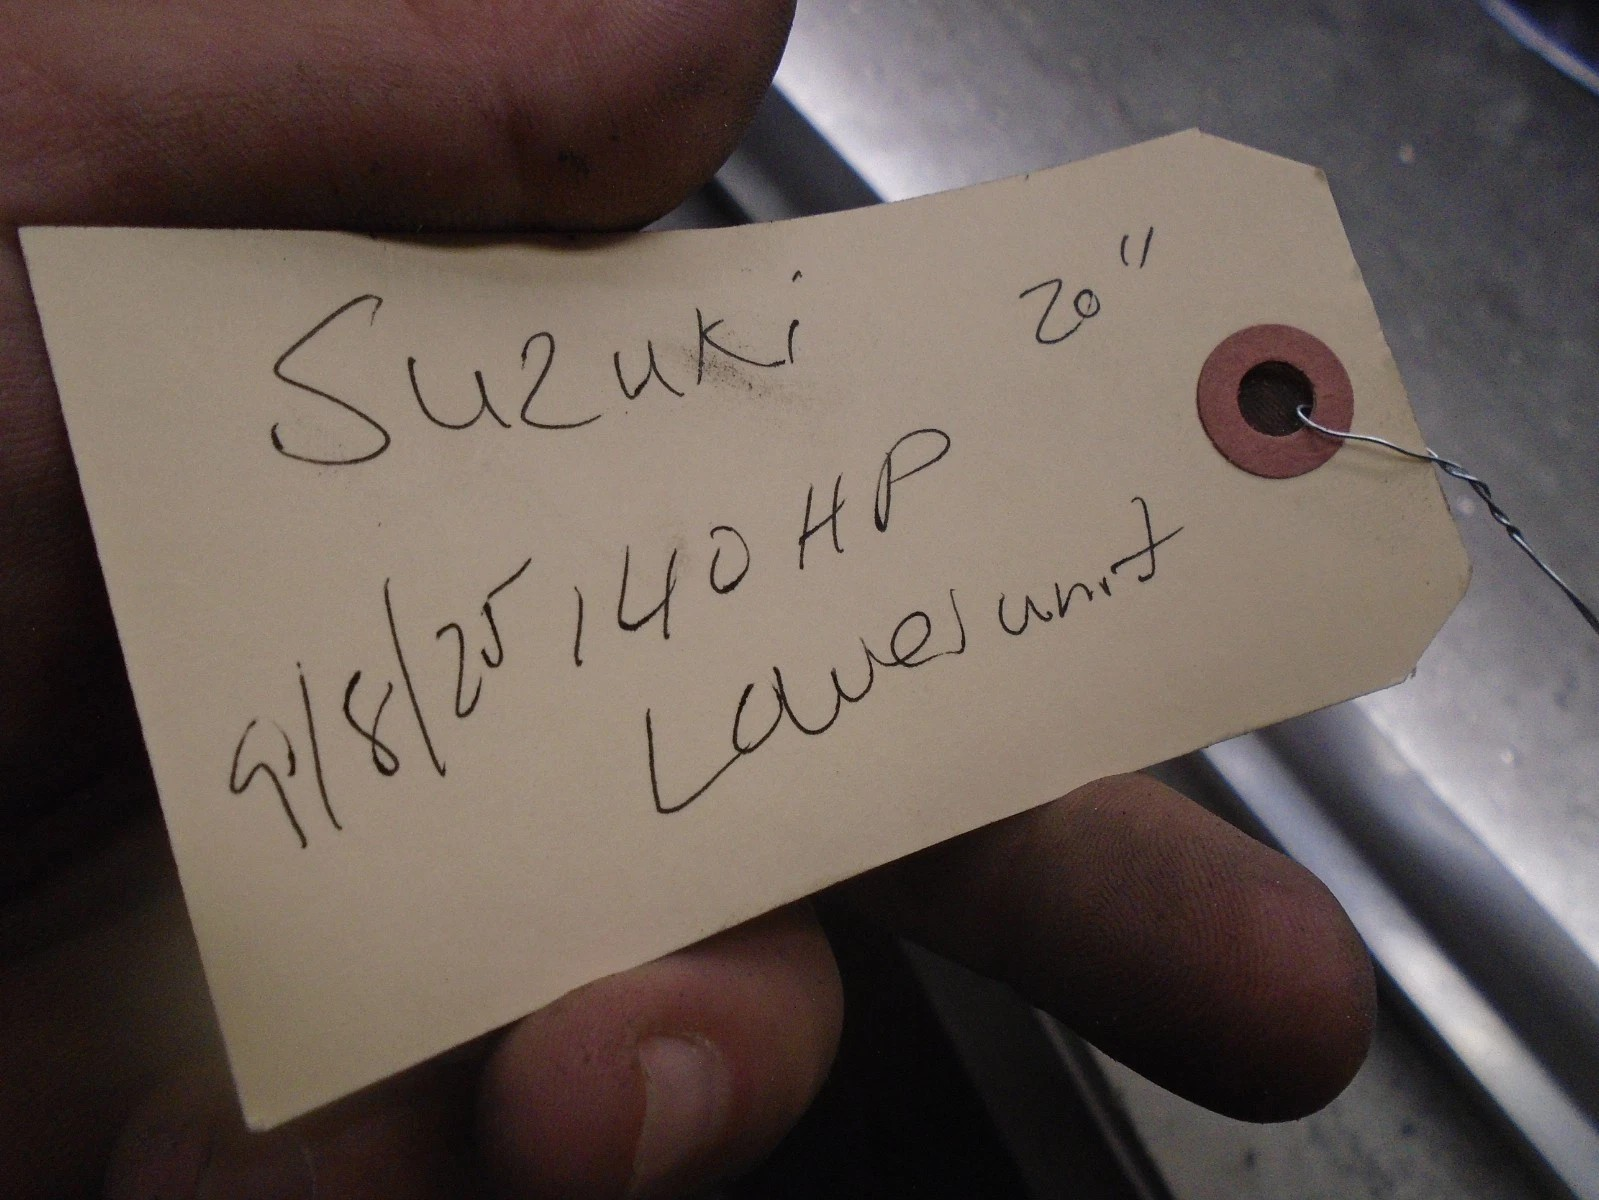 Suzuki 20"
9/8/25 140 HP
Lower unit